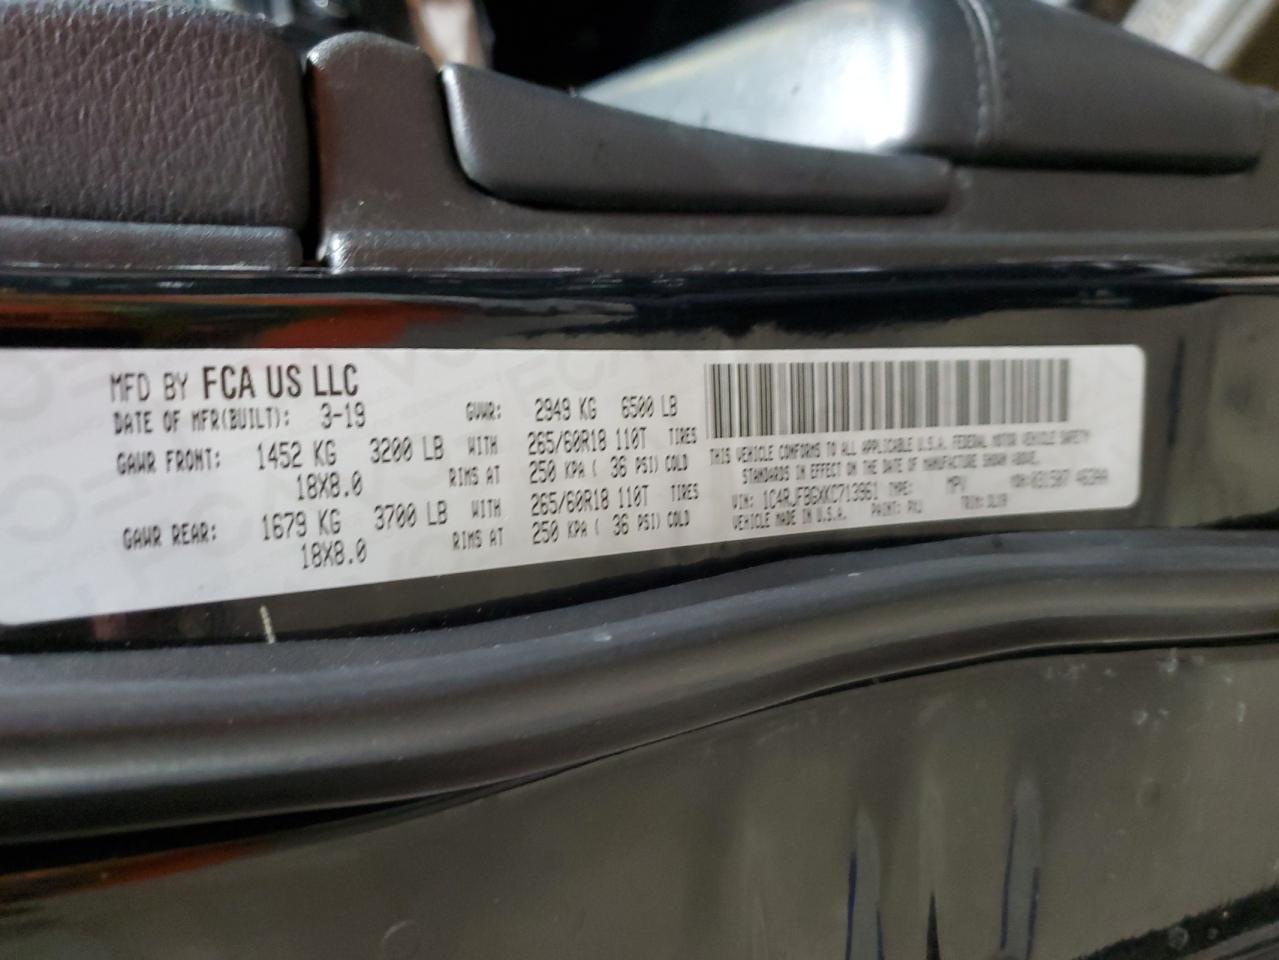 MFD BY FCA US LLC
DATE OF MFR(BUILT): 3-19 GVWR: 2949 KG 6500 LB
GAWR FRONT: 1452 KG 3200 LB WITH 265/60R18 110T TIRES
18X8.0 RIMS AT 250 KPA ( 36 PSI) COLD
GAWR REAR: 1679 KG 3700 LB WITH 265/60R18 110T TIRES
18X8.0 RIMS AT 250 KPA ( 36 PSI) COLD
THIS VEHICLE CONFORMS TO ALL APPLICABLE U.S.A. FEDERAL MOTOR VEHICLE SAFETY
STANDARDS IN EFFECT ON THE DATE OF MANUFACTURE SHOWN ABOVE.
VIN: 1C4RJFBGXKC713961 TYPE: MPV MDH:
VEHICLE MADE IN U.S.A. PAINT: PXJ TRIM: